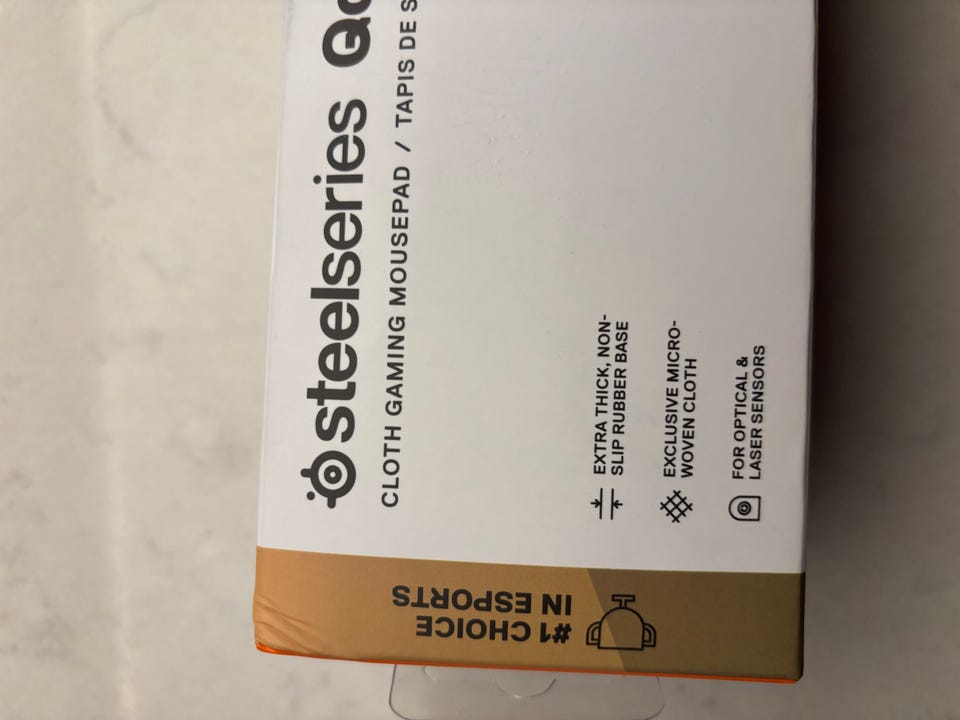 steelseries
CLOTH GAMING MOUSEPAD / TAPIS DE
EXTRA THICK, NON-
SLIP RUBBER BASE
EXCLUSIVE MICRO-
WOVEN CLOTH
FOR OPTICAL &
LASER SENSORS
#1 CHOICE
IN ESPORTS